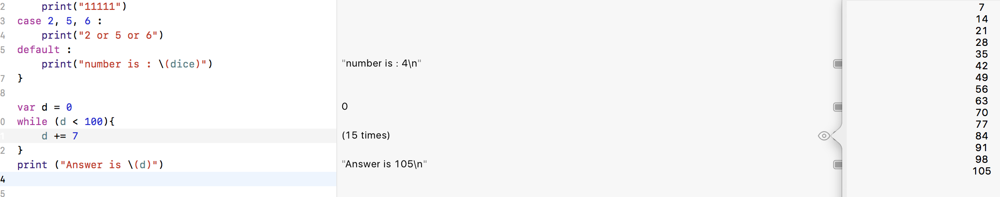 2 print("11111")
3 case 2, 5, 6 :
4 print("2 or 5 or 6")
5 default :
print("number is : \(dice)")
"number is : 4\n"
7 }
8
var d = 0
0
0 while (d < 100){
1 d += 7
(15 times)
2 }
print ("Answer is \(d)")
"Answer is 105\n"
4
5
7
14
21
28
35
42
49
56
63
70
77
84
91
98
105